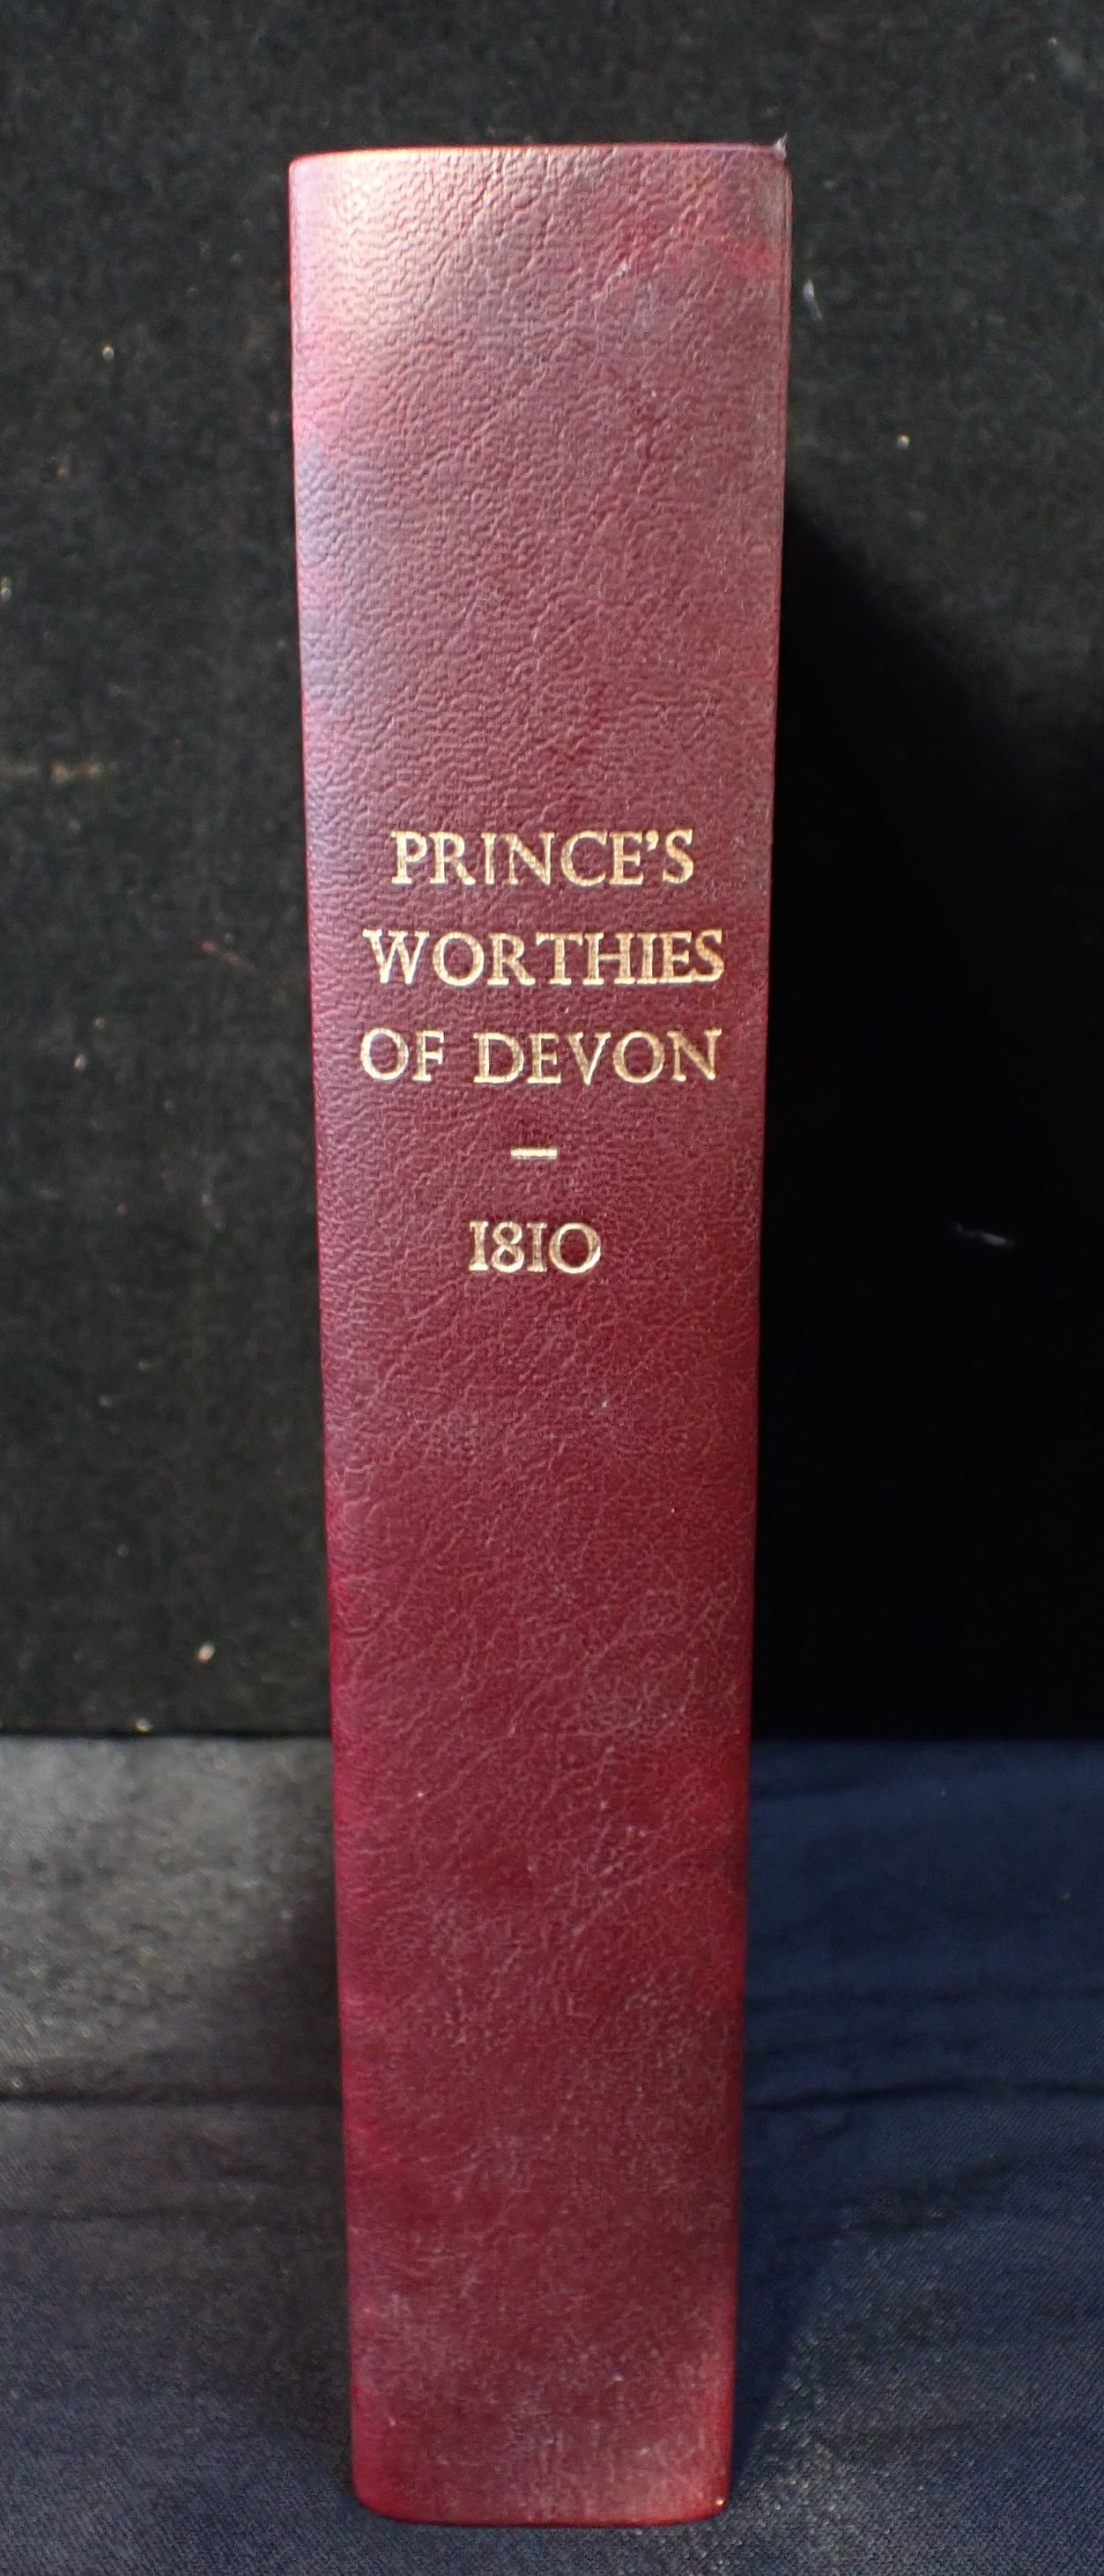 PRINCE'S
WORTHIES
OF DEVON
—
1810